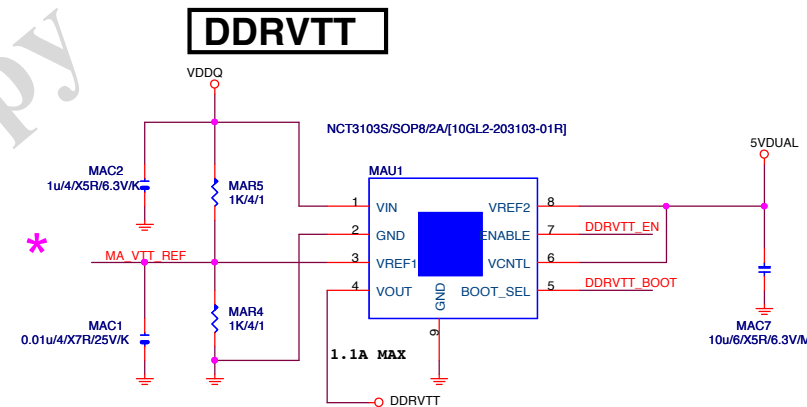 DDRVTT
py
VDDQ
NCT3103S/SOP8/2A/[10GL2-203103-01R]
5VDUAL
MAC2
1u/4/X5R/6.3V/K
MAR5
1K/4/1
MAU1
1 VIN
2 GND
3 VREF1
4 VOUT
VREF2 8
ENABLE 7
VCNTL 6
BOOT_SEL 5
GND
9
DDRVTT_EN
DDRVTT_BOOT
*
MA_VTT_REF
MAC1
0.01u/4/X7R/25V/K
MAR4
1K/4/1
MAC7
10u/6/X5R/6.3V/M
1.1A MAX
DDRVTT